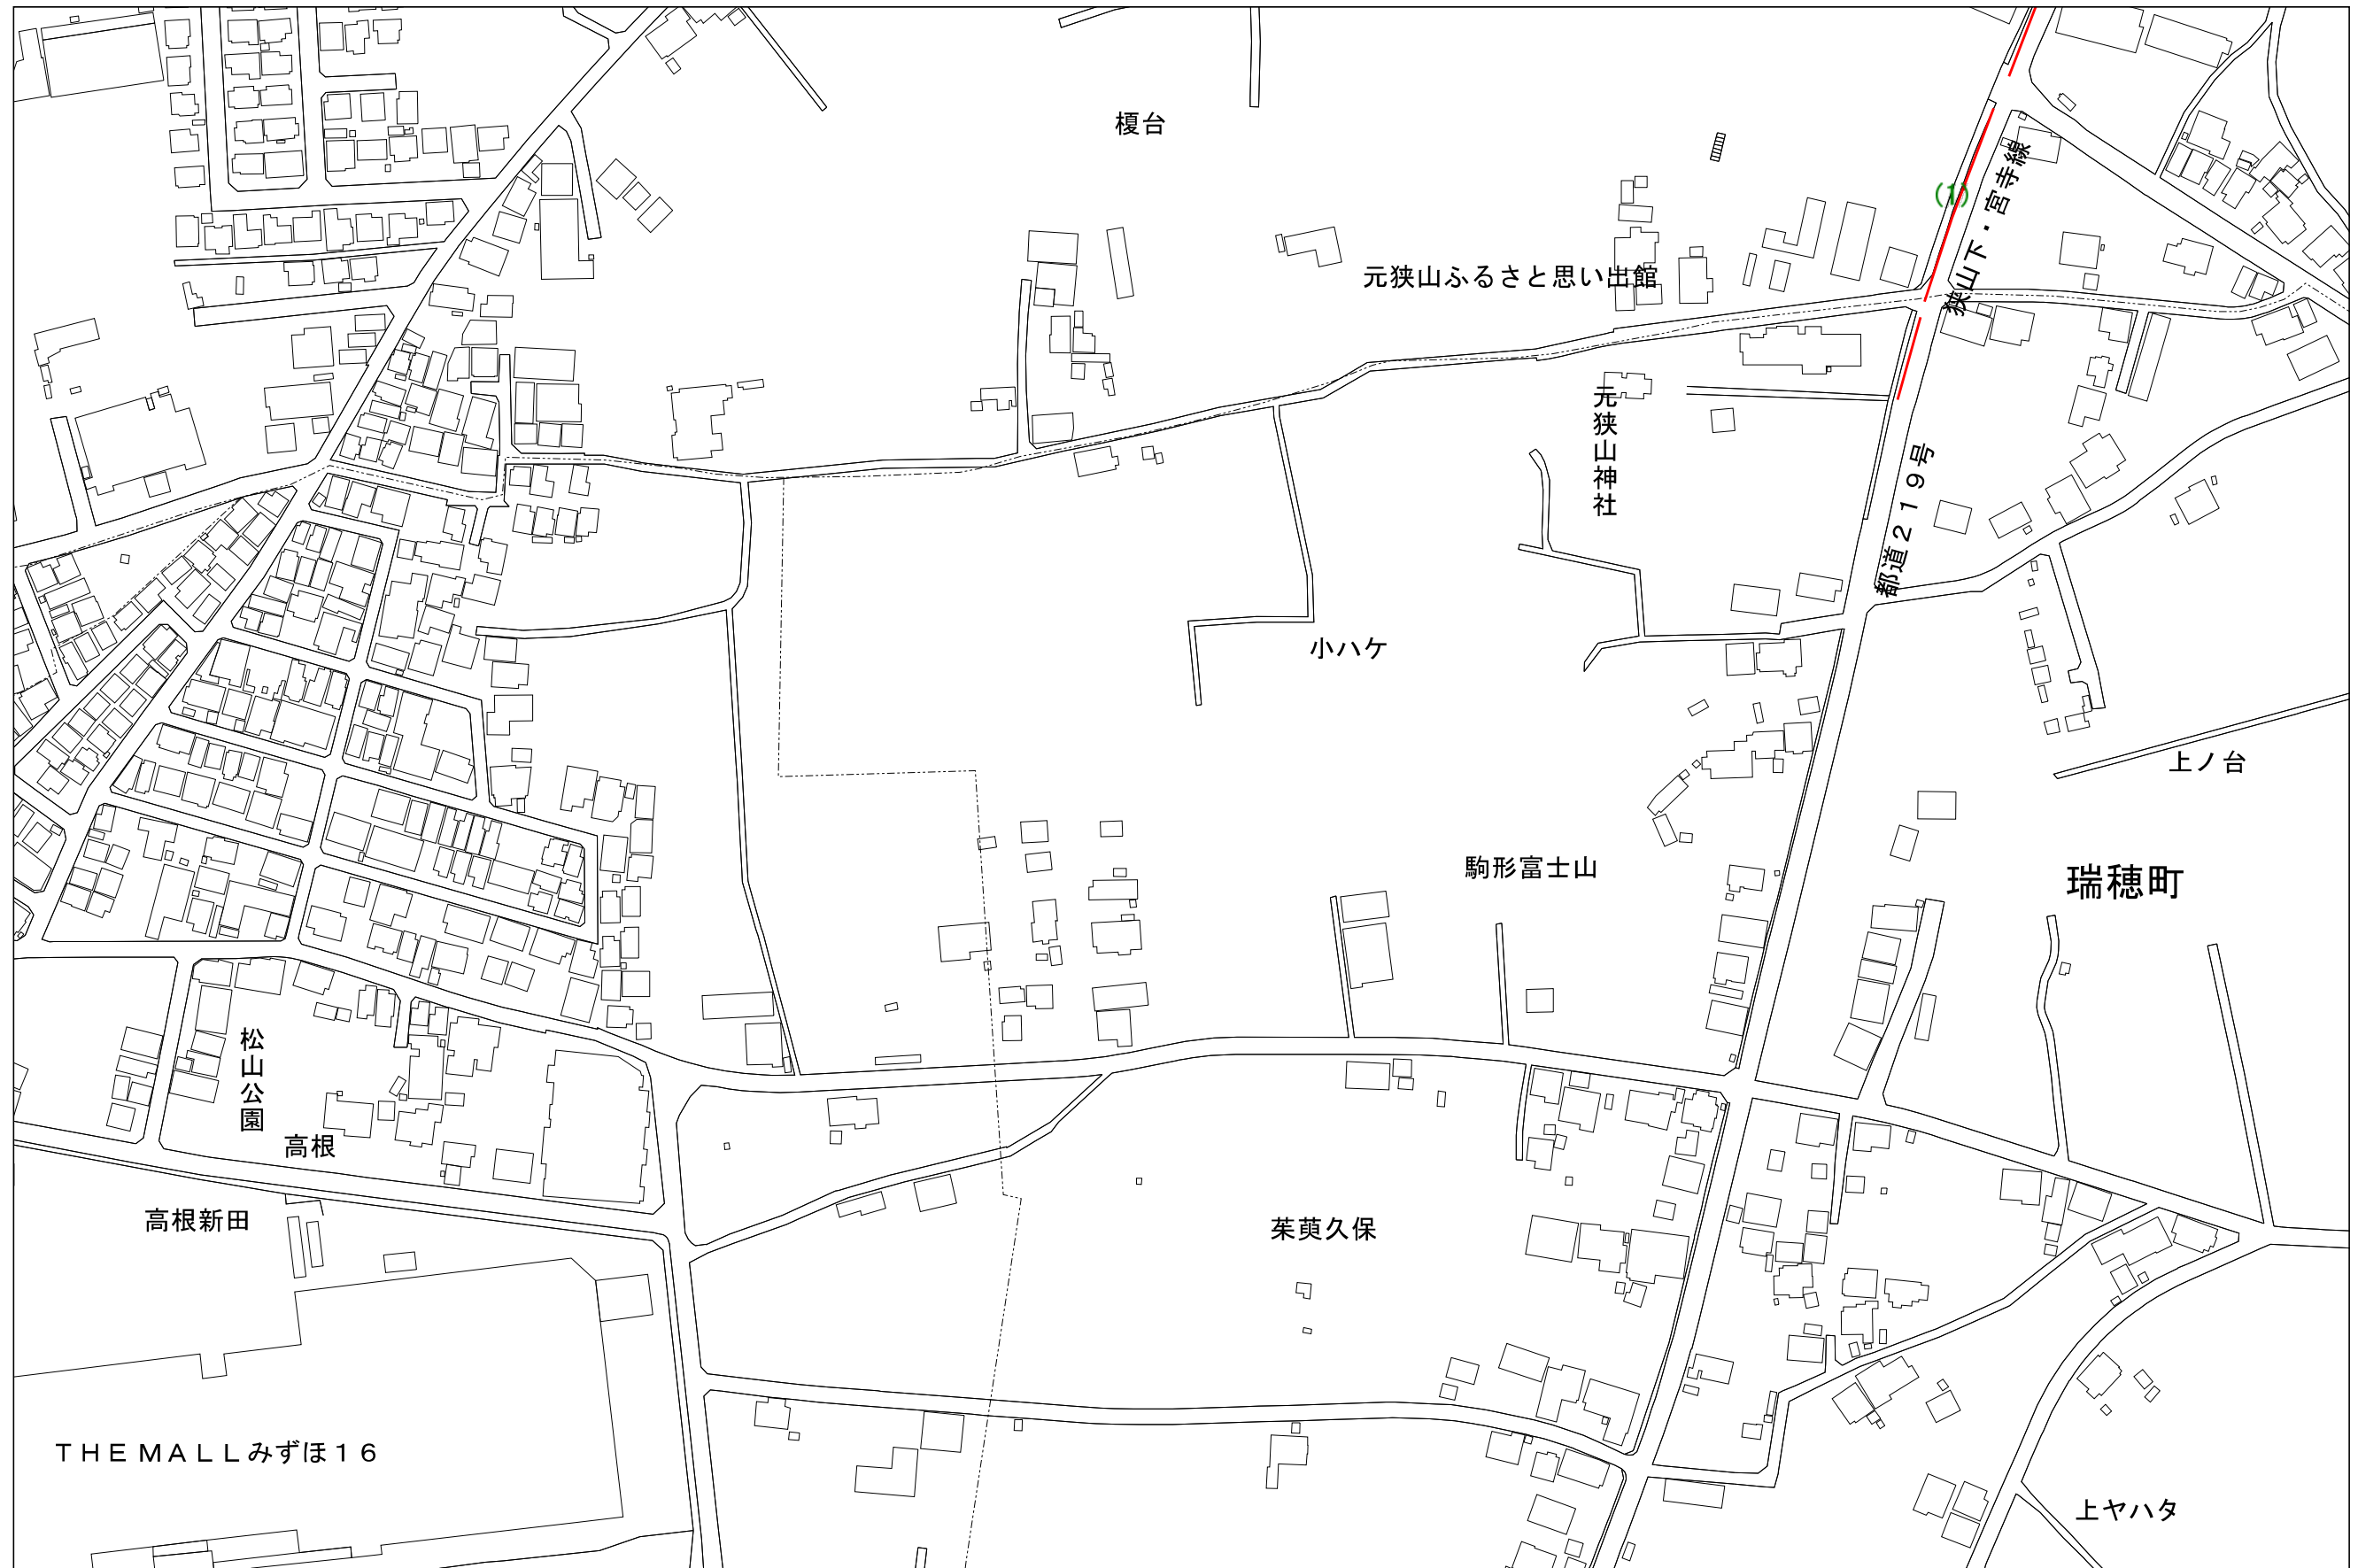 榎台
(1)
狭山下・宮寺線
元狭山ふるさと思い出館
元狭山神社
都道219号
小ハケ
上ノ台
駒形富士山
瑞穂町
松山公園
高根
高根新田
茱萸久保
THE MALLみずほ16
上ヤハタ